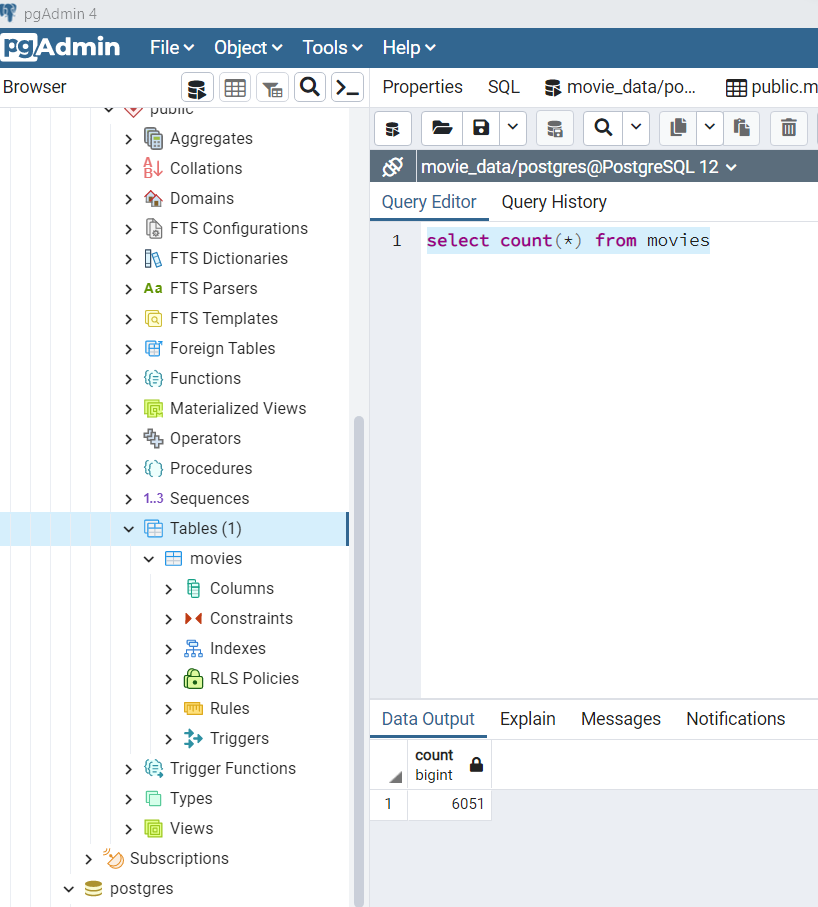 pgAdmin 4
pgAdmin File Object Tools Help
Browser
Properties SQL movie_data/po... public.m
movie_data/postgres@PostgreSQL 12
Query Editor Query History
1 select count(*) from movies
public
Aggregates
Collations
Domains
FTS Configurations
FTS Dictionaries
Aa FTS Parsers
FTS Templates
Foreign Tables
Functions
Materialized Views
Operators
Procedures
1..3 Sequences
Tables (1)
movies
Columns
Constraints
Indexes
RLS Policies
Rules
Triggers
Trigger Functions
Types
Views
Subscriptions
postgres
Data Output Explain Messages Notifications
count
bigint
1 6051